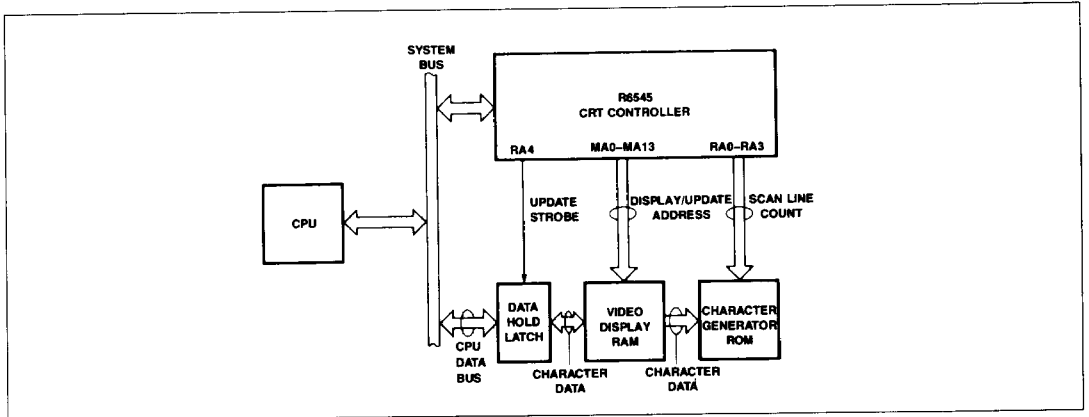 SYSTEM
BUS
R6545
CRT CONTROLLER
RA4
MA0–MA13
RA0–RA3
CPU
UPDATE
STROBE
DISPLAY/UPDATE
ADDRESS
SCAN LINE
COUNT
DATA
HOLD
LATCH
VIDEO
DISPLAY
RAM
CHARACTER
GENERATOR
ROM
CPU
DATA
BUS
CHARACTER
DATA
CHARACTER
DATA